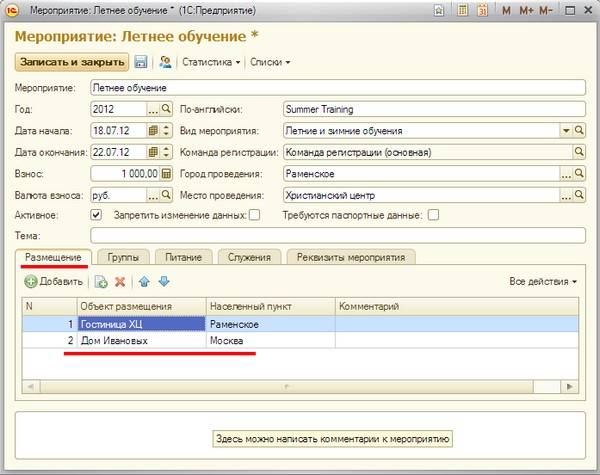 Мероприятие: Летнее обучение * (1С:Предприятие)
M M+ M-
Мероприятие: Летнее обучение *
Записать и закрыть Статистика Списки
Мероприятие: Летнее обучение
Год: 2012 ... По-английски: Summer Training
Дата начала: 18.07.12 Вид мероприятия: Летние и зимние обучения
Дата окончания: 22.07.12 Команда регистрации: Команда регистрации (основная)
Взнос: 1 000,00 Город проведения: Раменское ...
Валюта взноса: руб. ... Место проведения: Христианский центр ...
Активное: Запретить изменение данных: Требуются паспортные данные:
Тема:
Размещение Группы Питание Служения Реквизиты мероприятия
Добавить Все действия
N Объект размещения Населенный пункт Комментарий
1 Гостиница ХЦ Раменское
2 Дом Ивановых Москва
Здесь можно написать комментарии к мероприятию